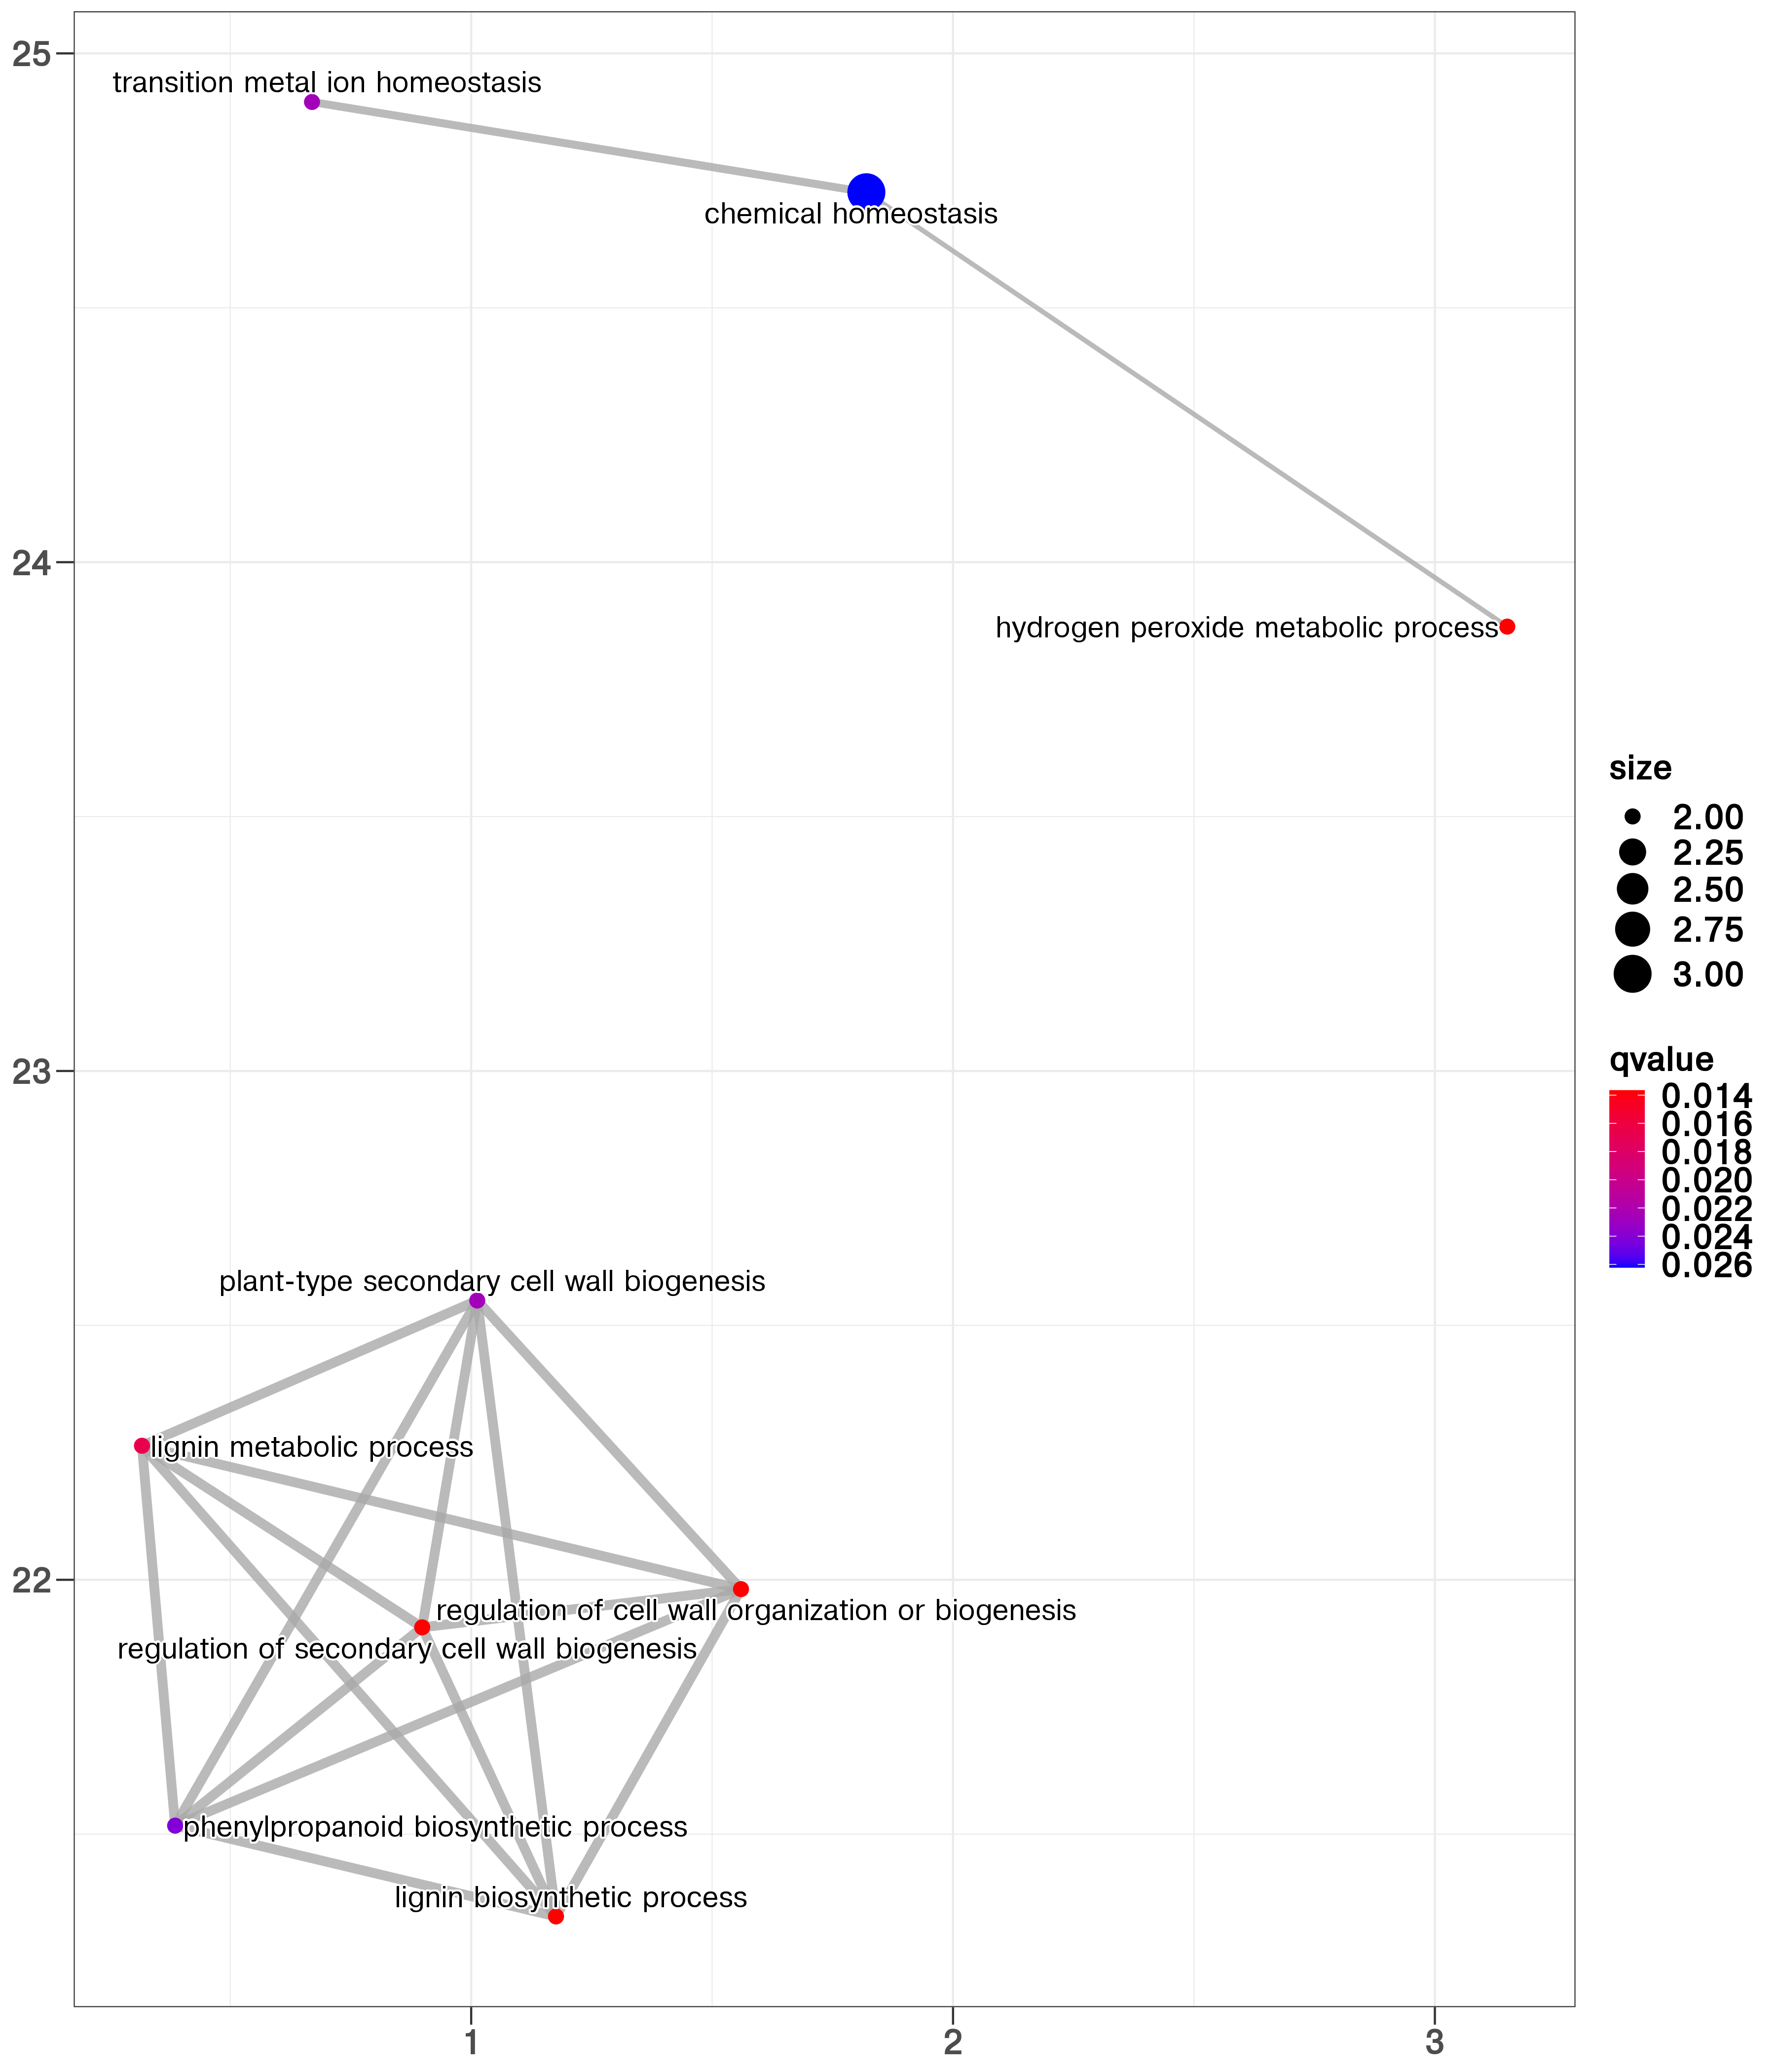 25
transition metal ion homeostasis
chemical homeostasis
24
hydrogen peroxide metabolic process
size
2.00
2.25
2.50
2.75
3.00
23
qvalue
0.014
0.016
0.018
0.020
0.022
0.024
0.026
plant-type secondary cell wall biogenesis
lignin metabolic process
22
regulation of cell wall organization or biogenesis
regulation of secondary cell wall biogenesis
phenylpropanoid biosynthetic process
lignin biosynthetic process
1
2
3